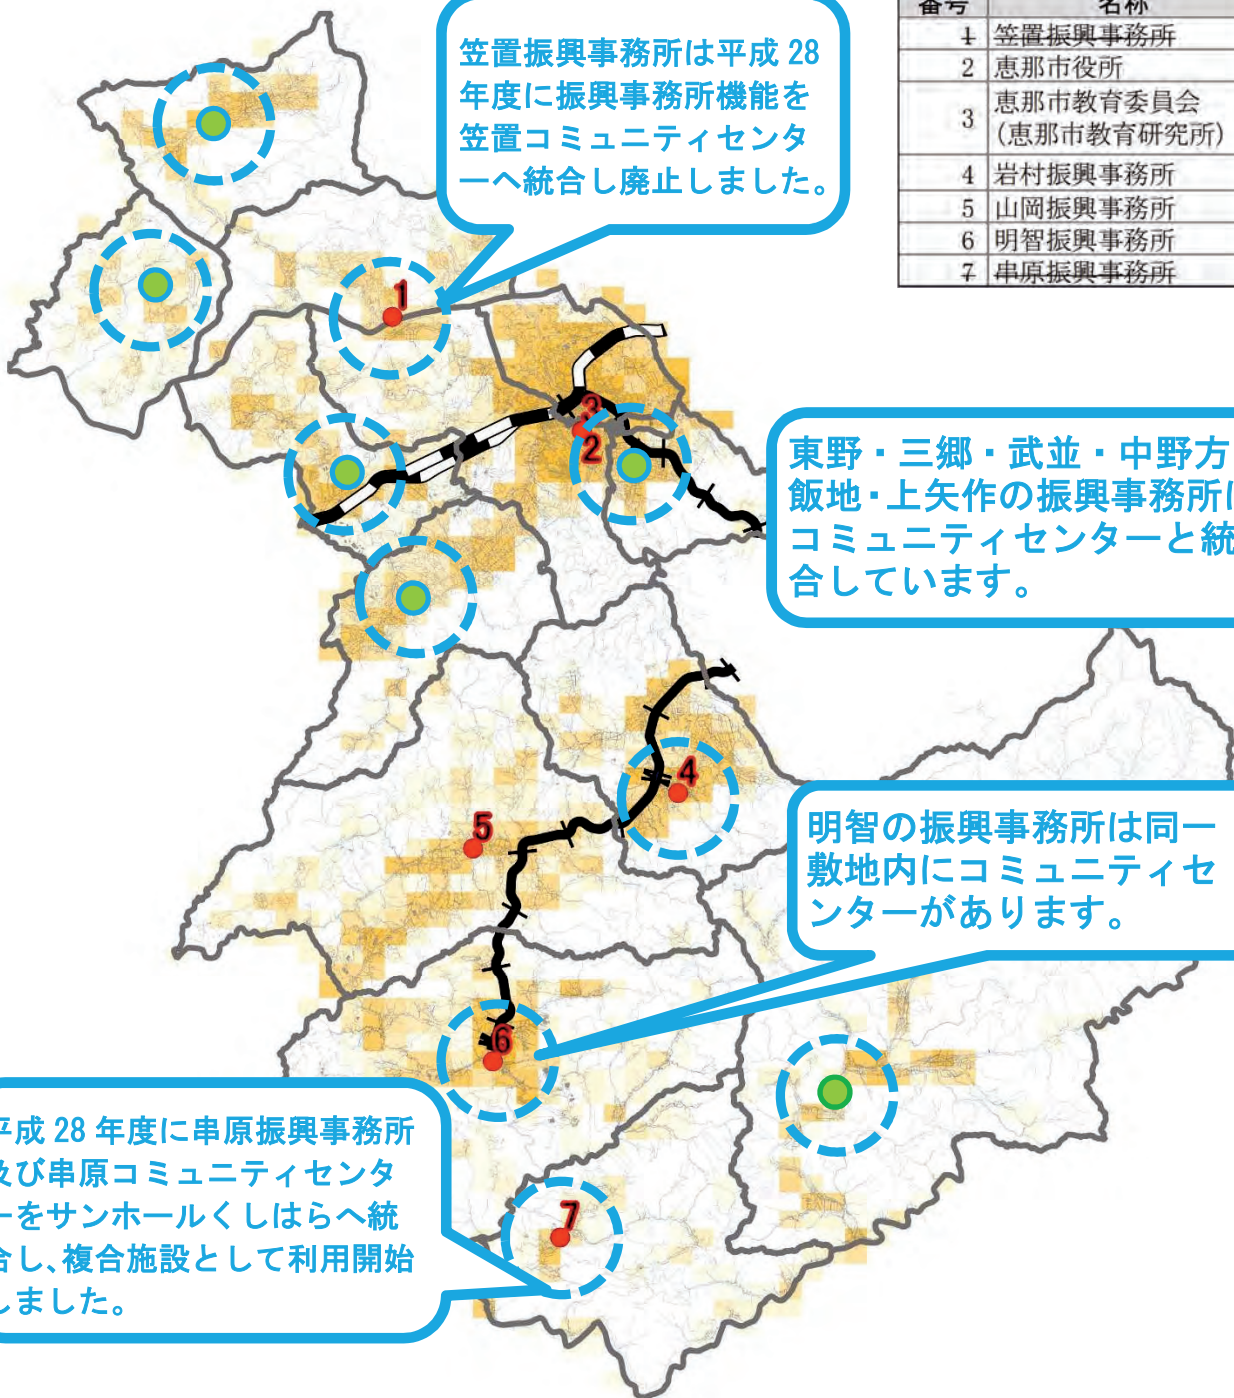 笠置振興事務所は平成 28
年度に振興事務所機能を
笠置コミュニティセンタ
ーへ統合し廃止しました。
番号 名称
1 笠置振興事務所
2 恵那市役所
3 恵那市教育委員会
(恵那市教育研究所)
4 岩村振興事務所
5 山岡振興事務所
6 明智振興事務所
7 串原振興事務所
1
3
2
東野・三郷・武並・中野方
飯地・上矢作の振興事務所は
コミュニティセンターと統
合しています。
4
5
明智の振興事務所は同一
敷地内にコミュニティセ
ンターがあります。
6
平成 28 年度に串原振興事務所
及び串原コミュニティセンタ
ーをサンホールくしはらへ統
合し、複合施設として利用開始
しました。
7